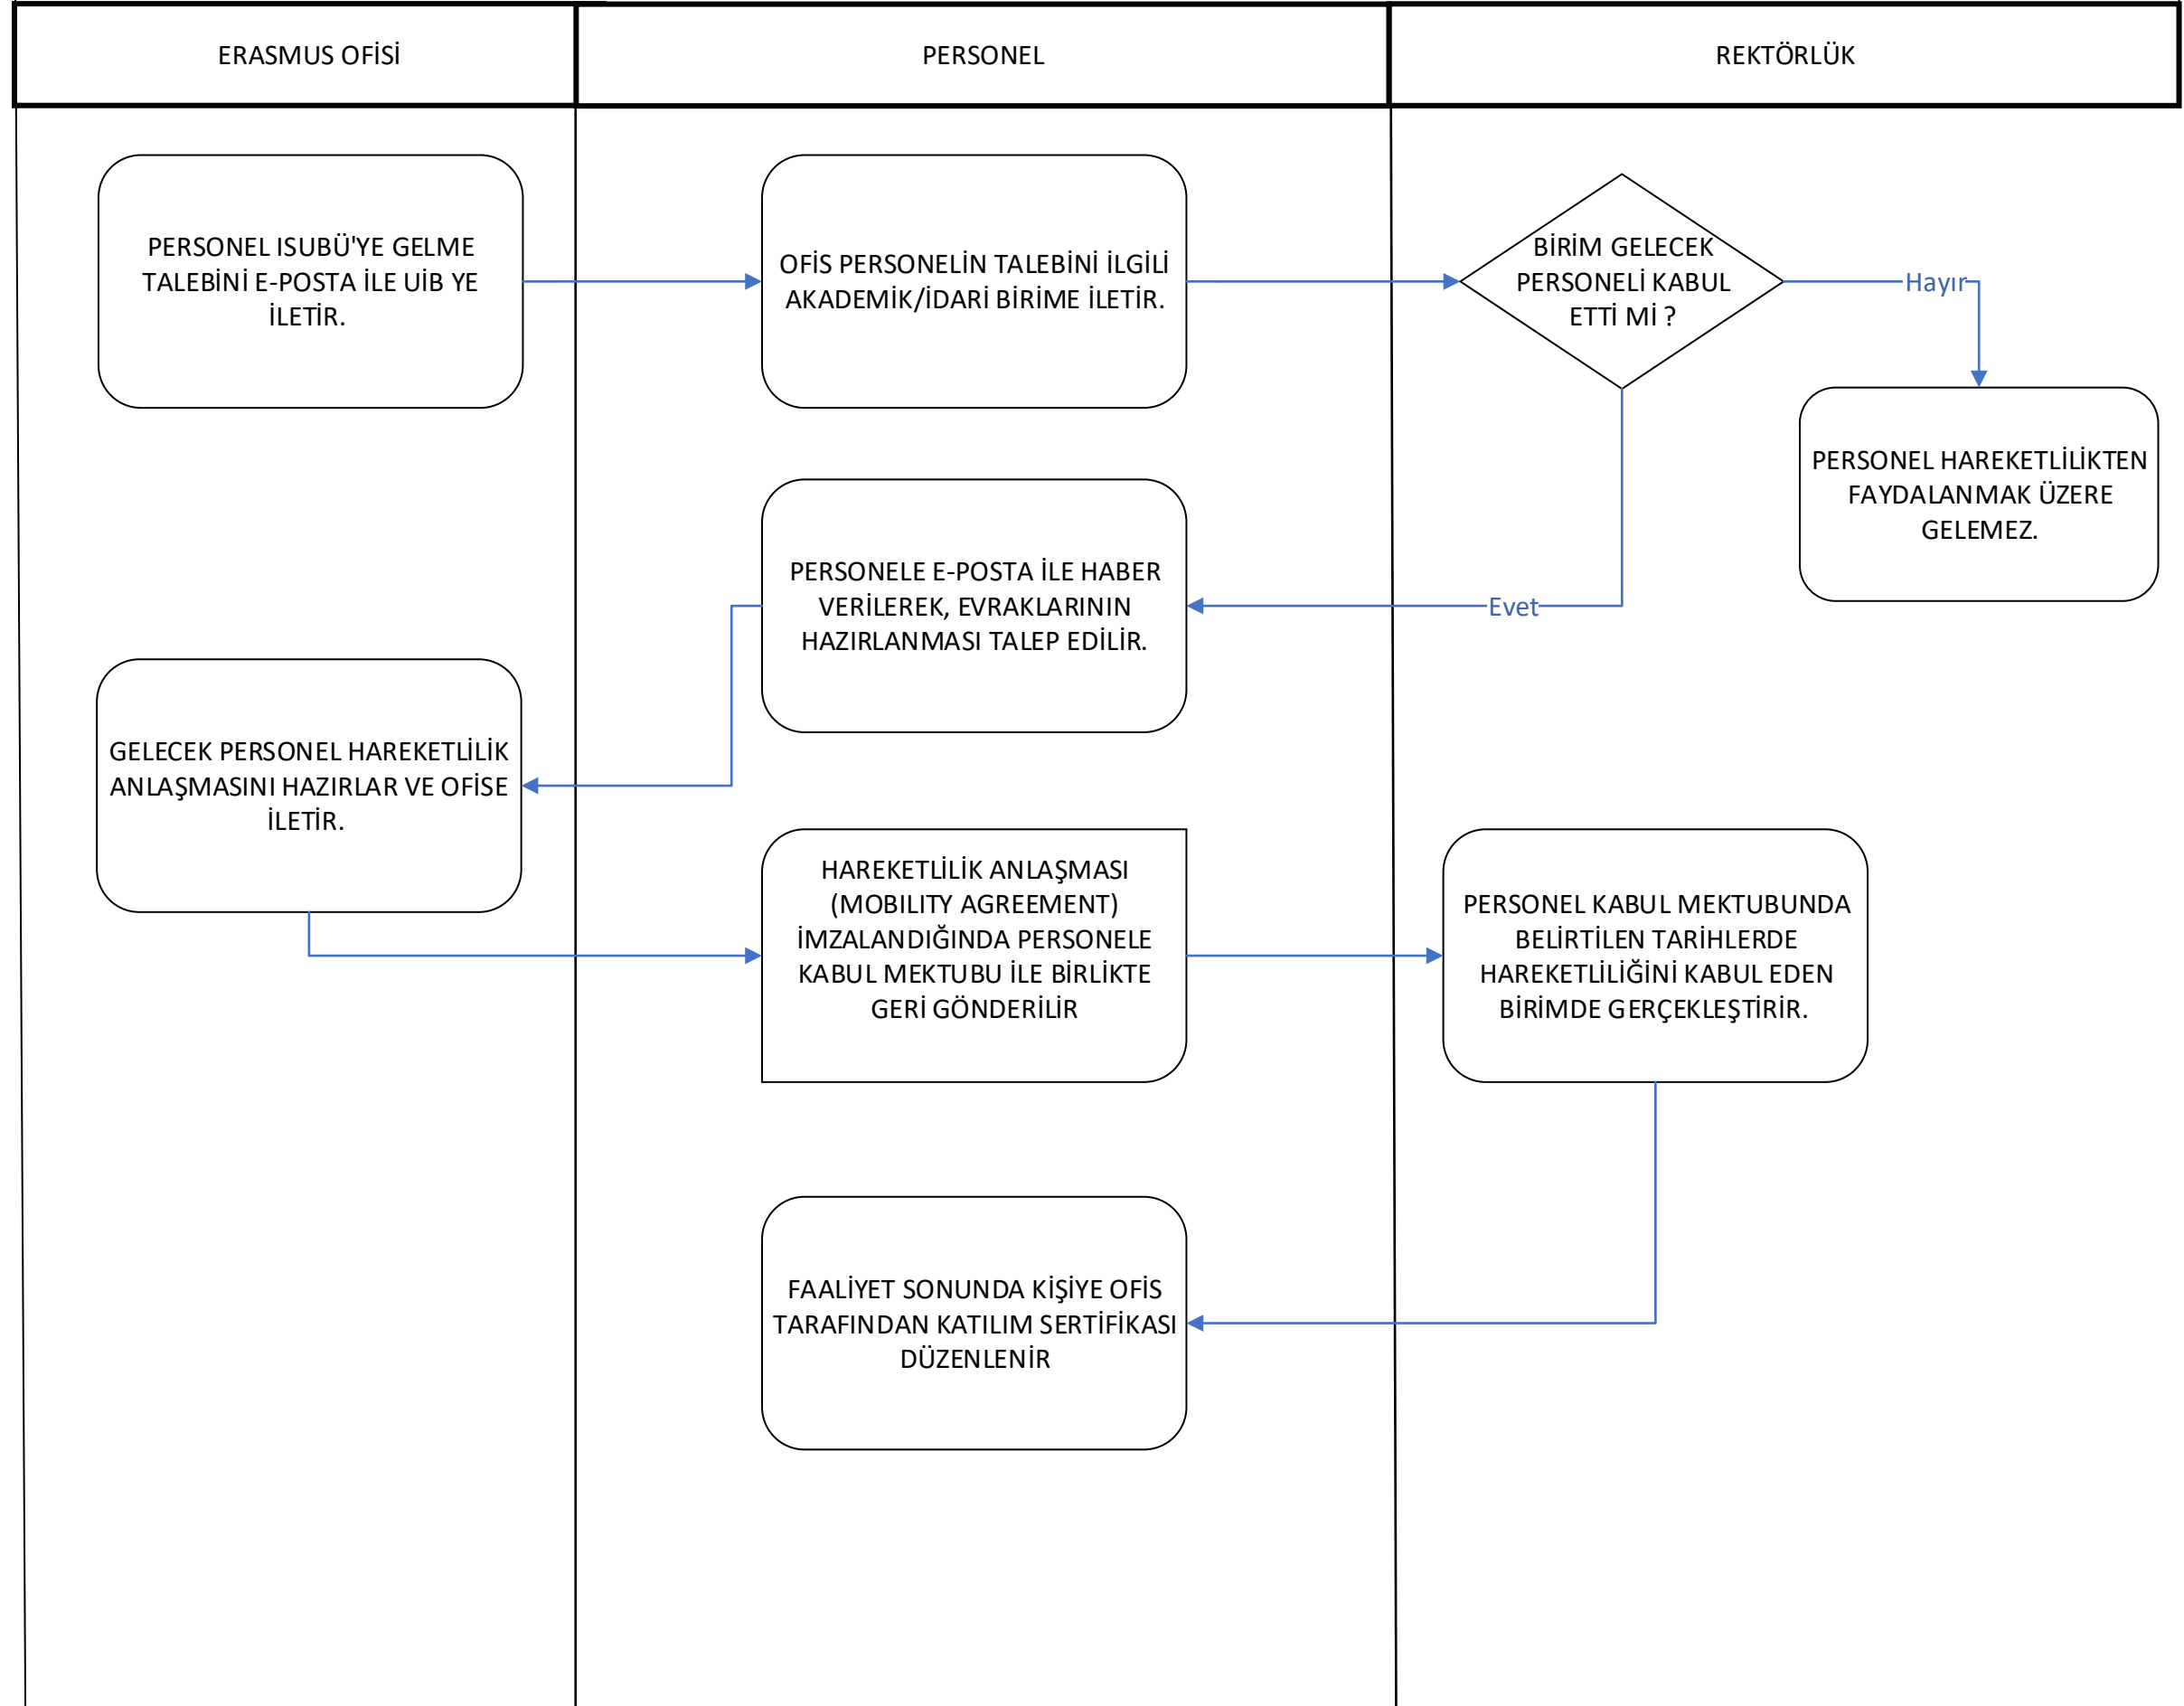 ERASMUS OFİSİ
PERSONEL
REKTÖRLÜK
PERSONEL ISUBÜ'YE GELME
TALEBİNİ E-POSTA İLE UİB YE
İLETİR.
OFİS PERSONELİN TALEBİNİ İLGİLİ
AKADEMİK/İDARİ BİRİME İLETİR.
BİRİM GELECEK
PERSONELİ KABUL
ETTİ Mİ ?
Hayır
PERSONEL HAREKETLİLİKTEN
FAYDALANMAK ÜZERE
GELEMEZ.
Evet
PERSONELE E-POSTA İLE HABER
VERİLEREK, EVRAKLARININ
HAZIRLANMASI TALEP EDİLİR.
GELECEK PERSONEL HAREKETLİLİK
ANLAŞMASINI HAZIRLAR VE OFİSE
İLETİR.
HAREKETLİLİK ANLAŞMASI
(MOBILITY AGREEMENT)
İMZALANDIĞINDA PERSONELE
KABUL MEKTUBU İLE BİRLİKTE
GERİ GÖNDERİLİR
PERSONEL KABUL MEKTUBUNDA
BELİRTİLEN TARİHLERDE
HAREKETLİLİĞİNİ KABUL EDEN
BİRİMDE GERÇEKLEŞTİRİR.
FAALİYET SONUNDA KİŞİYE OFİS
TARAFINDAN KATILIM SERTİFİKASI
DÜZENLENİR